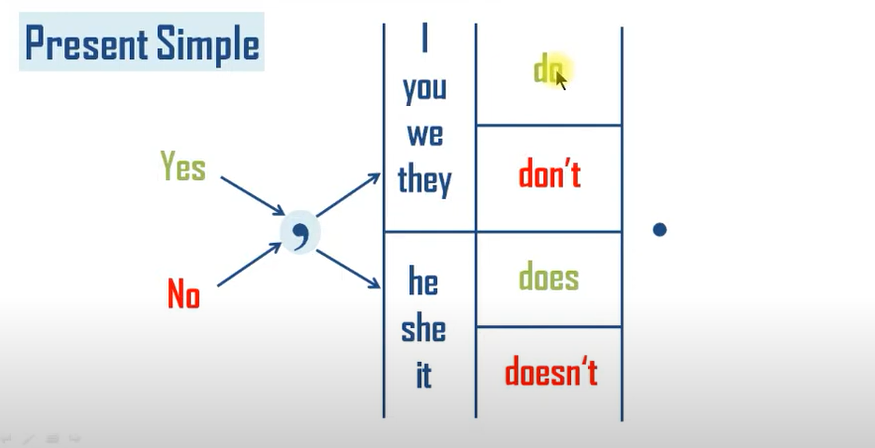 Present Simple
Yes
No
,
I
you
we
they
he
she
it
do
don't
does
doesn't
.